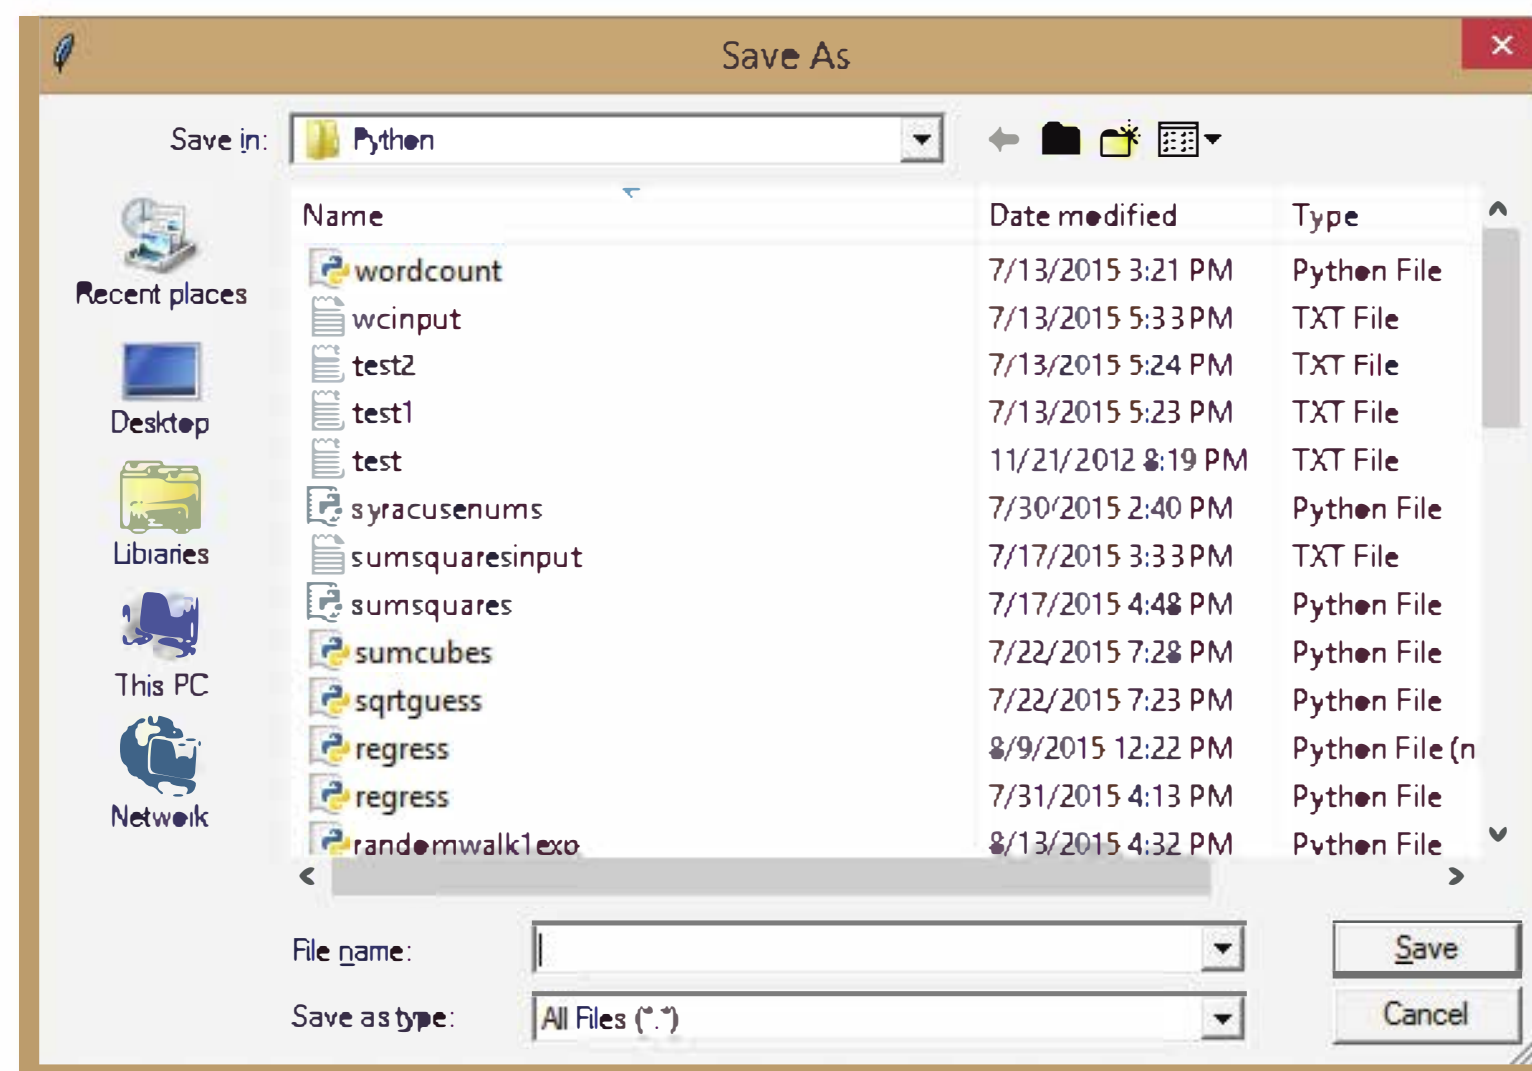 Save As
Save in: Python
Name Date modified Type
wordcount 7/13/2015 3:21 PM Python File
wcinput 7/13/2015 5:33 PM TXT File
test2 7/13/2015 5:24 PM TXT File
test1 7/13/2015 5:23 PM TXT File
test 11/21/2012 8:19 PM TXT File
syracusenums 7/30/2015 2:40 PM Python File
sumsquaresinput 7/17/2015 3:33 PM TXT File
sumsquares 7/17/2015 4:48 PM Python File
sumcubes 7/22/2015 7:28 PM Python File
sqrtguess 7/22/2015 7:23 PM Python File
regress 8/9/2015 12:22 PM Python File (n
regress 7/31/2015 4:13 PM Python File
randomwalk1exp 8/13/2015 4:32 PM Python File
Recent places
Desktop
Libraries
This PC
Network
File name: Save
Save as type: All Files (*.*) Cancel